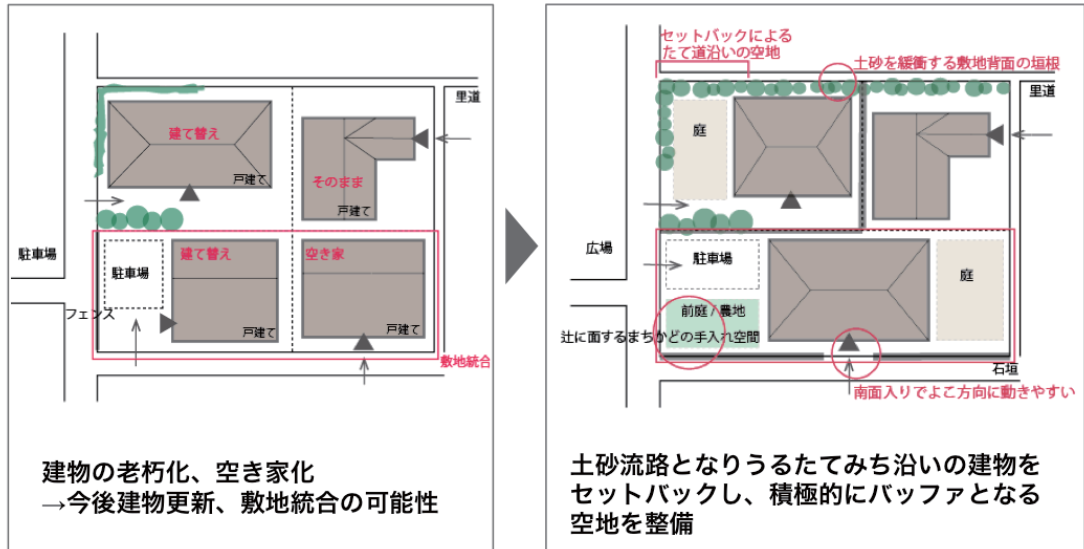 里道
建て替え
戸建て
そのまま
戸建て
駐車場
駐車場
建て替え
空き家
フェンス
戸建て
戸建て
敷地統合
建物の老朽化、空き家化
→今後建物更新、敷地統合の可能性
セットバックによる
たて道沿いの空地
土砂を緩衝する敷地背面の垣根
里道
庭
広場
駐車場
庭
前庭 / 農地
辻に面するまちかどの手入れ空間
石垣
南面入りでよこ方向に動きやすい
土砂流路となりうるたてみち沿いの建物を
セットバックし、積極的にバッファとなる
空地を整備